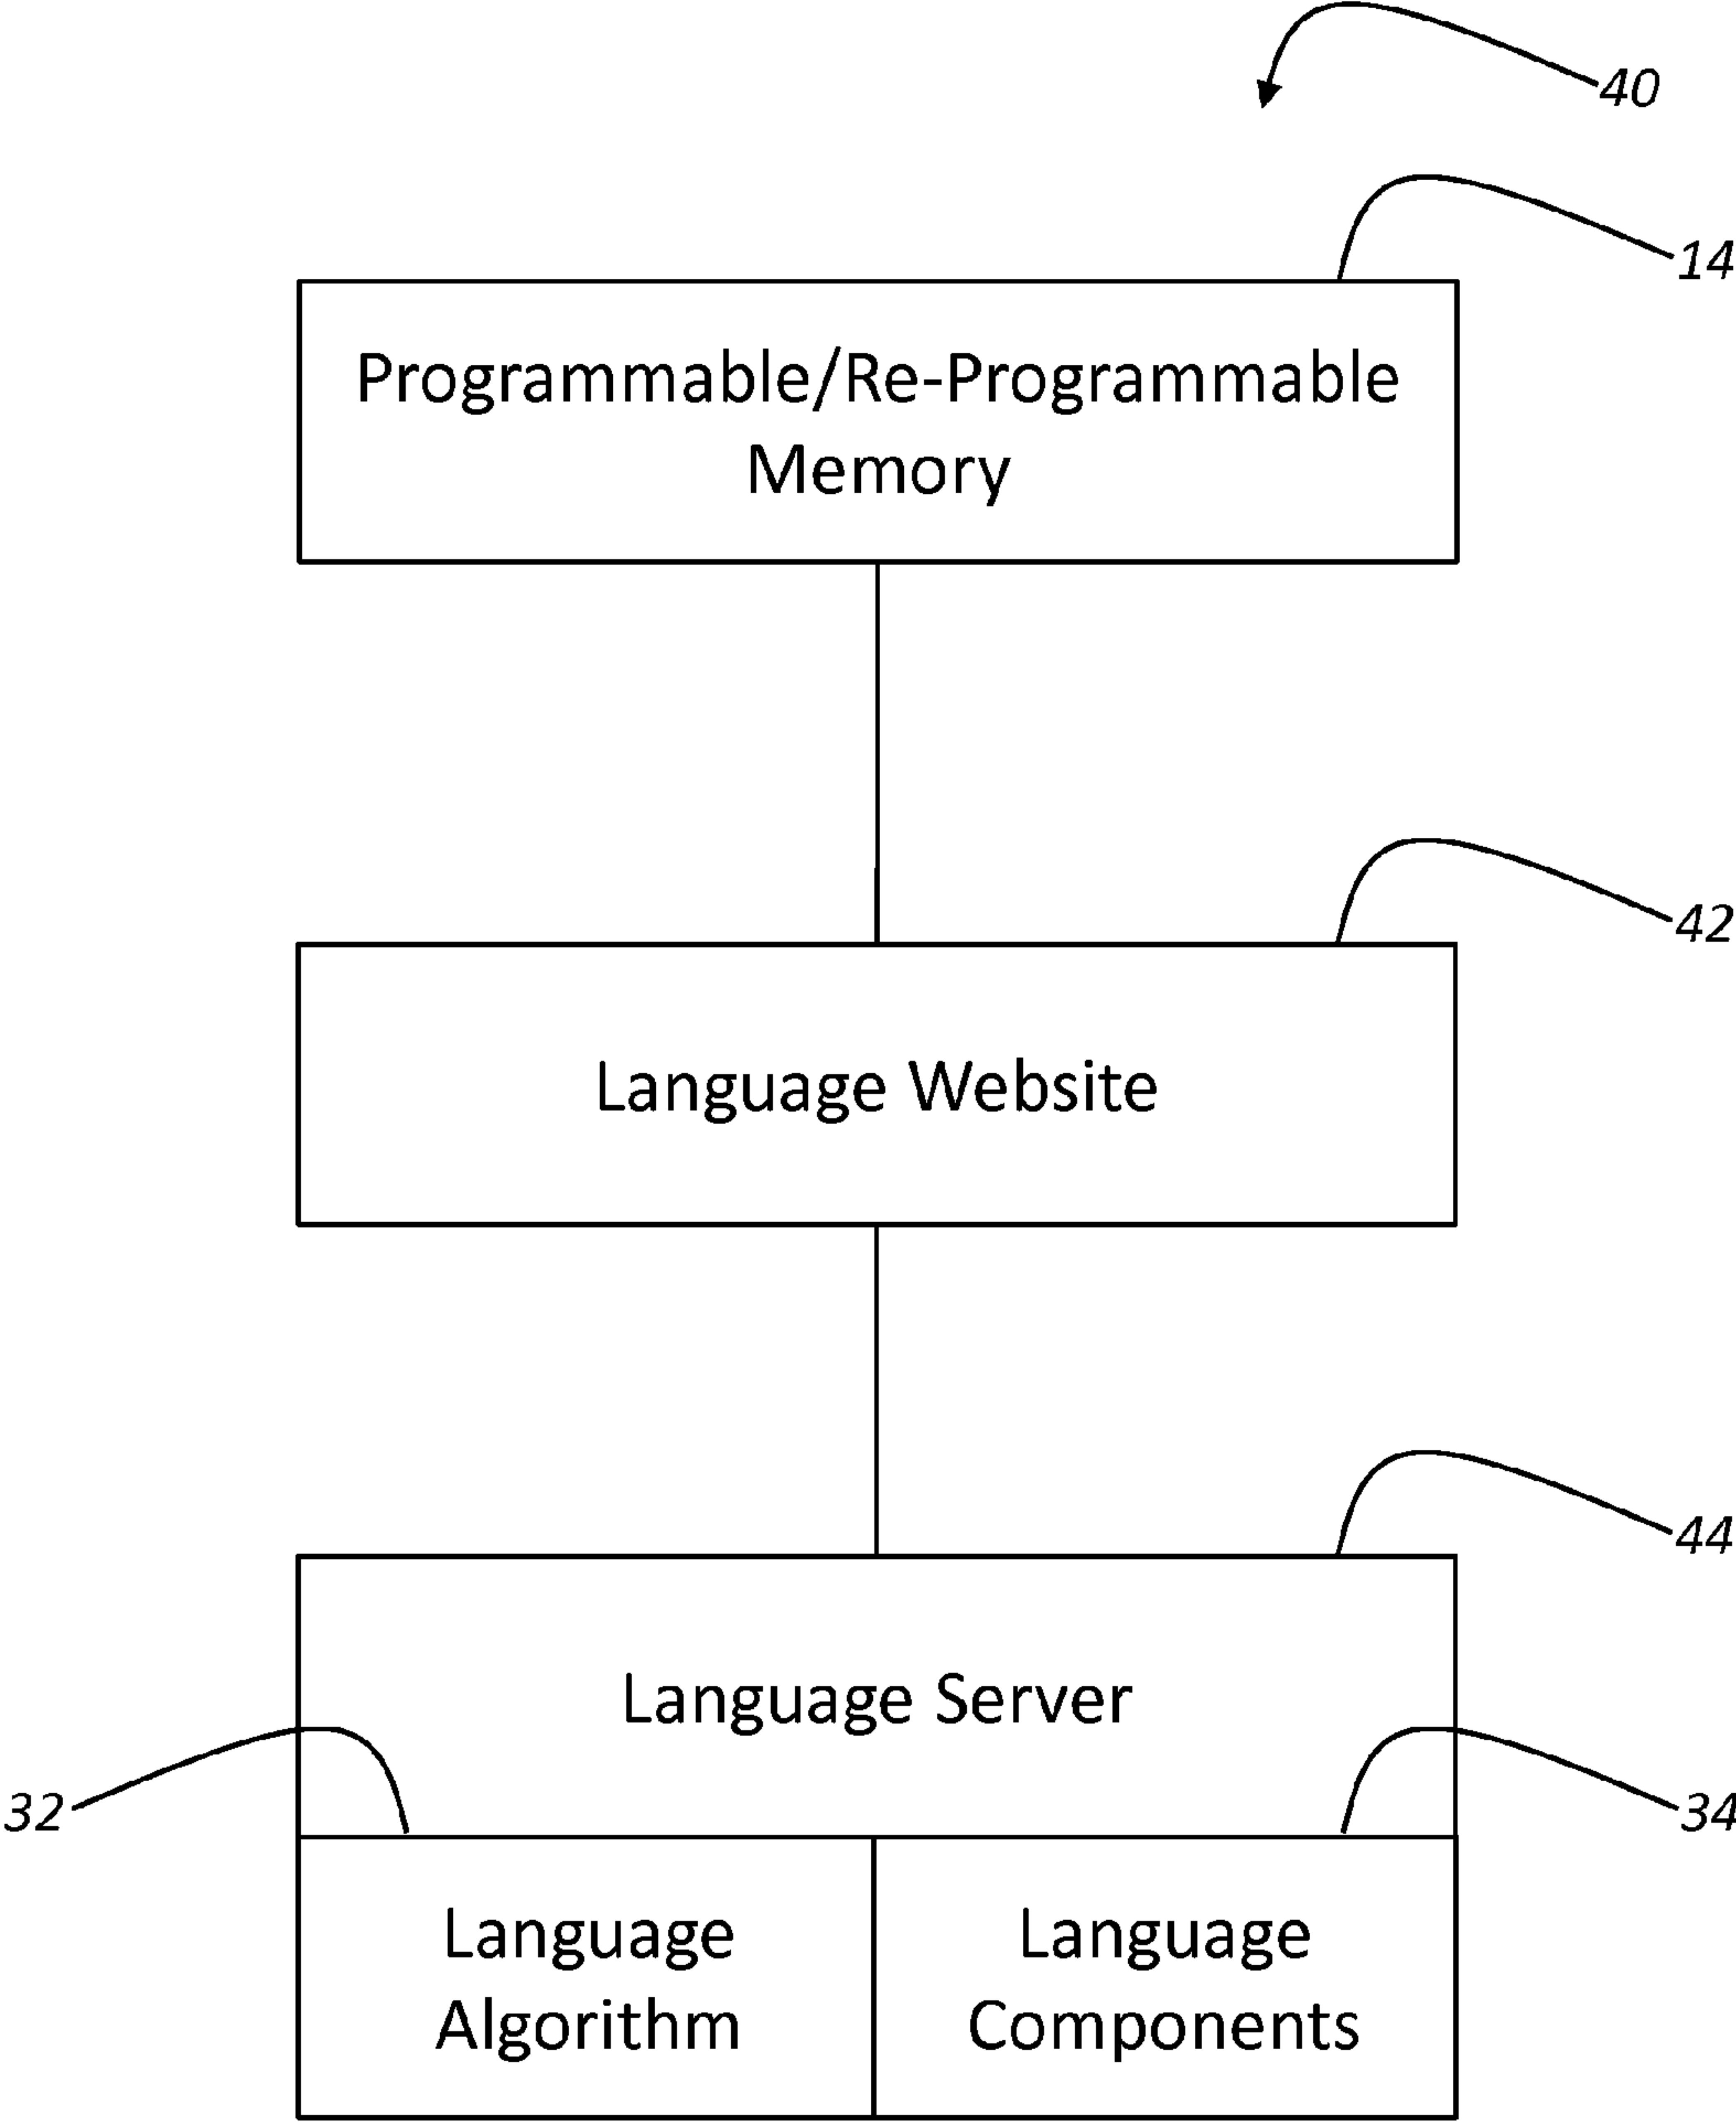 40
14
Programmable/Re-Programmable
Memory
42
Language Website
44
Language Server
32
34
Language
Algorithm
Language
Components